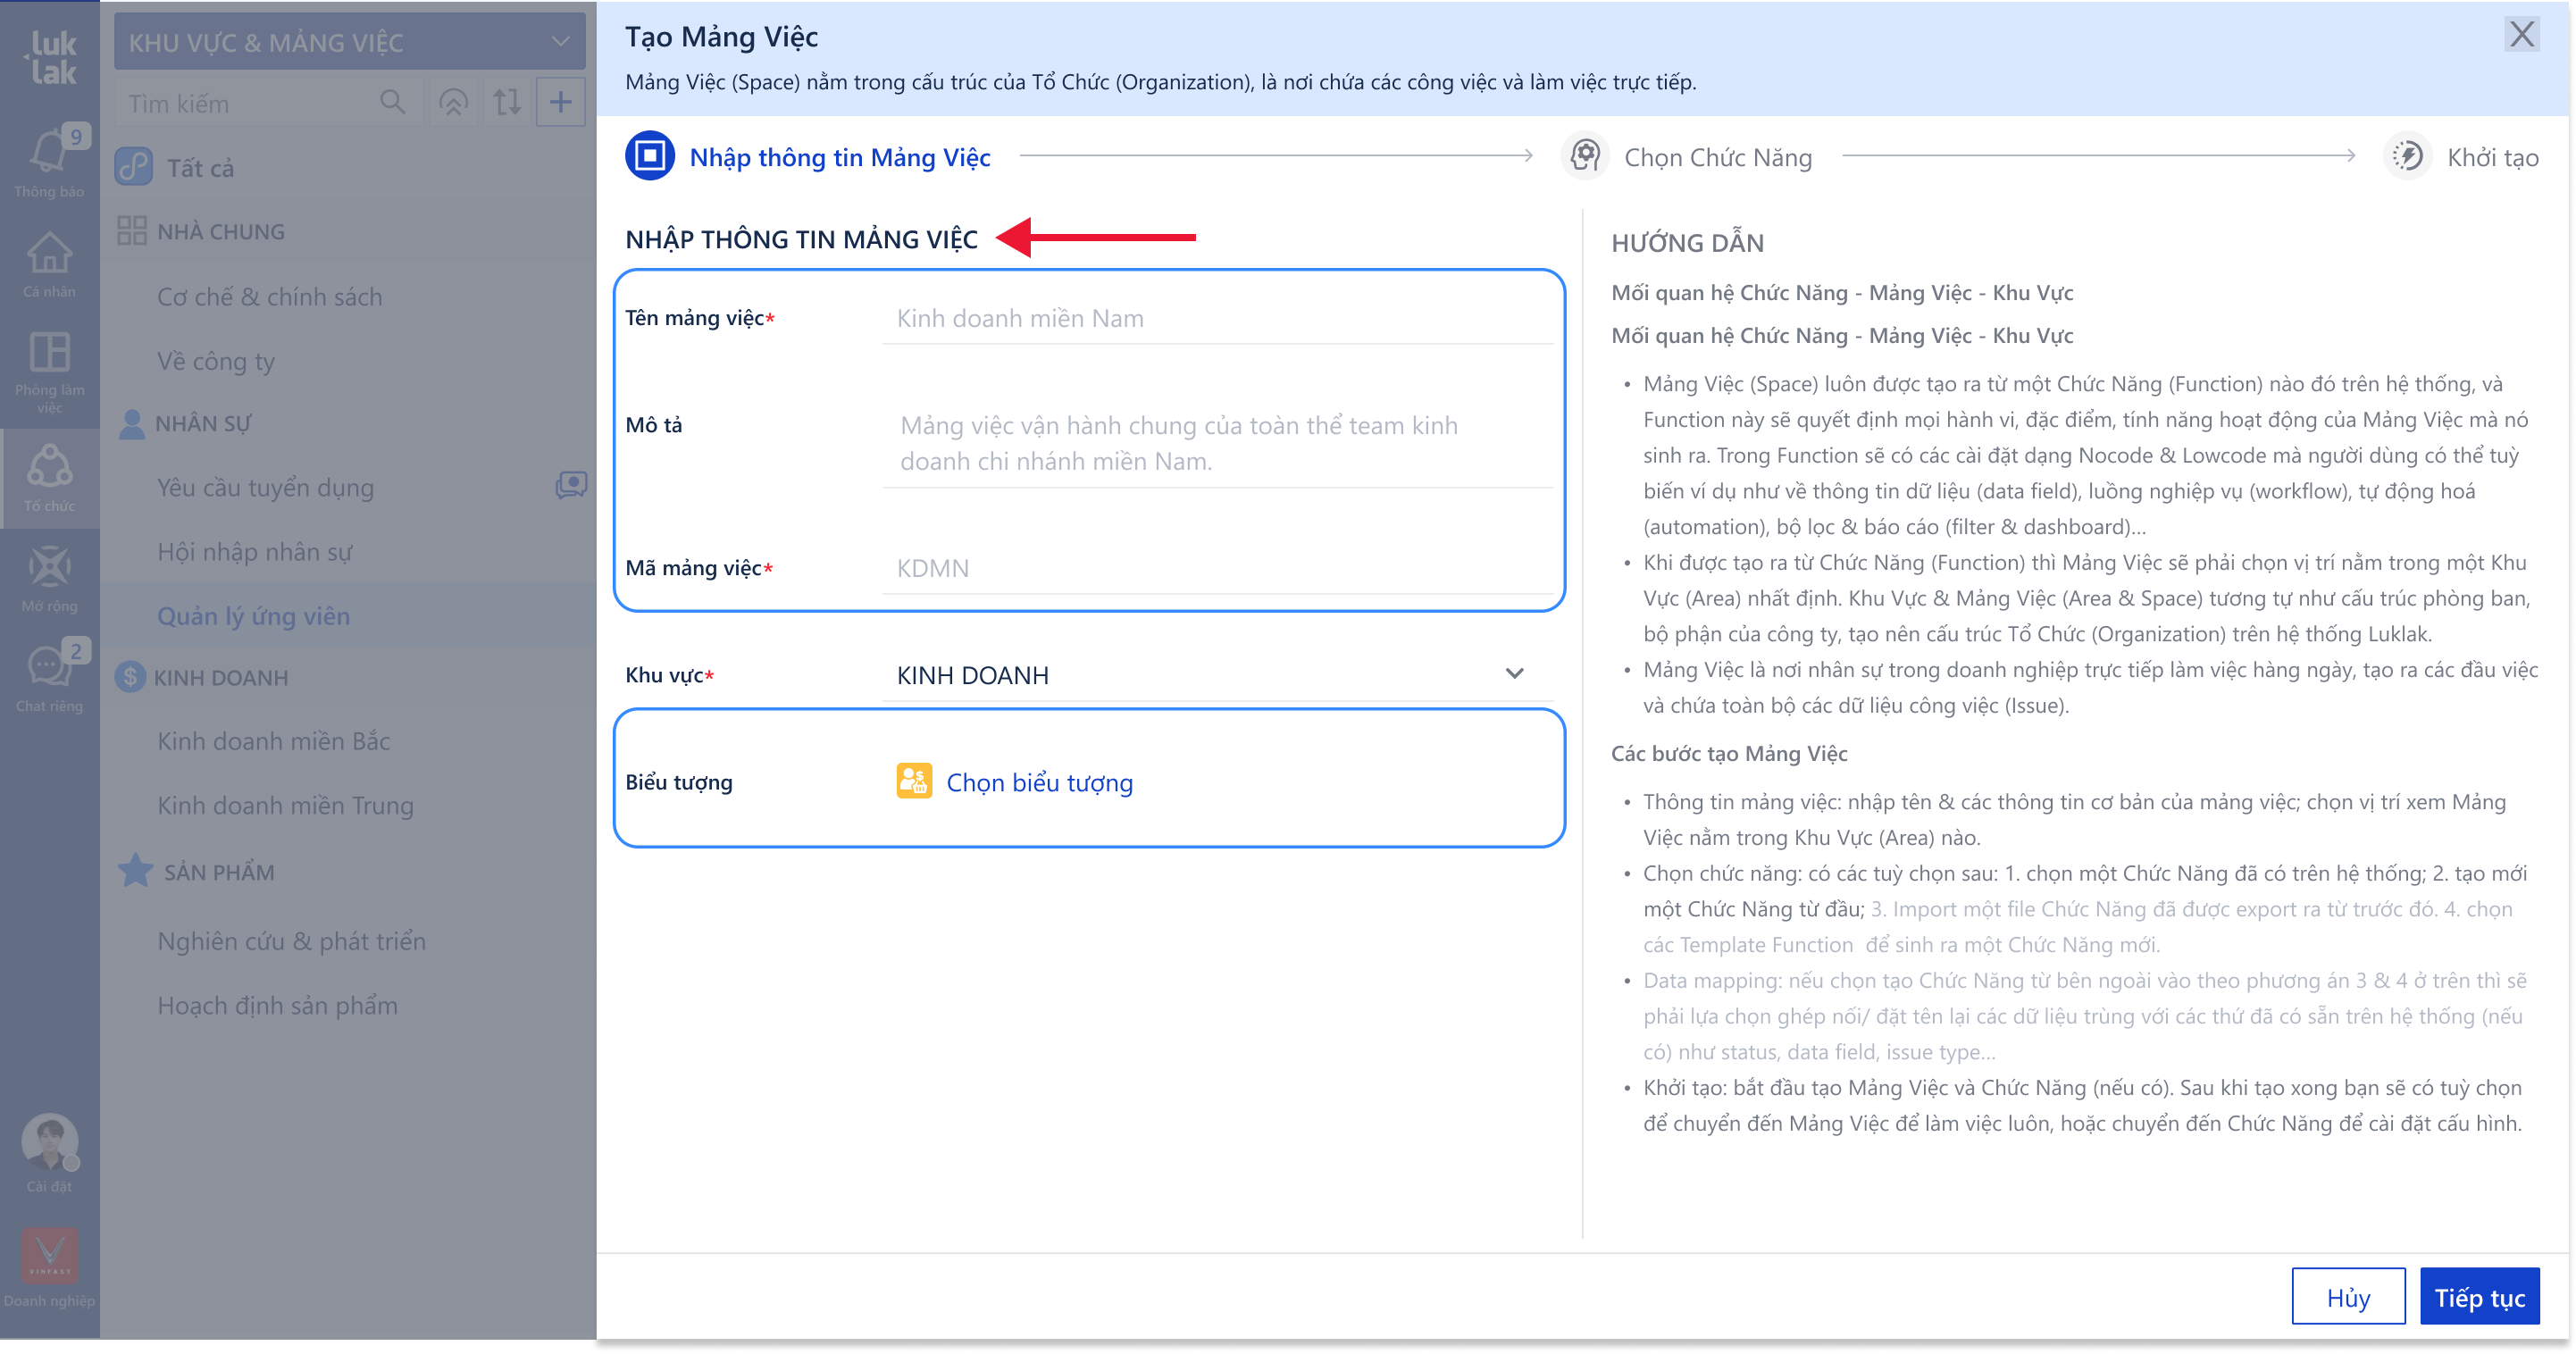 luk
lak
9
Thông báo
Cá nhân
Phòng làm
việc
Tổ chức
Mở rộng
2
Chat riêng
Cài đặt
VINFAST
Doanh nghiệp
KHU VỰC & MẢNG VIỆC
Tìm kiếm
Tất cả
NHÀ CHUNG
Cơ chế & chính sách
Về công ty
NHÂN SỰ
Yêu cầu tuyển dụng
Hội nhập nhân sự
Quản lý ứng viên
KINH DOANH
Kinh doanh miền Bắc
Kinh doanh miền Trung
SẢN PHẨM
Nghiên cứu & phát triển
Hoạch định sản phẩm
Tạo Mảng Việc
X
Mảng Việc (Space) nằm trong cấu trúc của Tổ Chức (Organization), là nơi chứa các công việc và làm việc trực tiếp.
Nhập thông tin Mảng Việc
Chọn Chức Năng
Khởi tạo
NHẬP THÔNG TIN MẢNG VIỆC
Tên mảng việc*
Kinh doanh miền Nam
Mô tả
Mảng việc vận hành chung của toàn thể team kinh
doanh chi nhánh miền Nam.
Mã mảng việc*
KDMN
Khu vực*
KINH DOANH
Biểu tượng
Chọn biểu tượng
HƯỚNG DẪN
Mối quan hệ Chức Năng - Mảng Việc - Khu Vực
Mối quan hệ Chức Năng - Mảng Việc - Khu Vực
• Mảng Việc (Space) luôn được tạo ra từ một Chức Năng (Function) nào đó trên hệ thống, và
Function này sẽ quyết định mọi hành vi, đặc điểm, tính năng hoạt động của Mảng Việc mà nó
sinh ra. Trong Function sẽ có các cài đặt dạng Nocode & Lowcode mà người dùng có thể tuỳ
biến ví dụ như về thông tin dữ liệu (data field), luồng nghiệp vụ (workflow), tự động hoá
(automation), bộ lọc & báo cáo (filter & dashboard)...
• Khi được tạo ra từ Chức Năng (Function) thì Mảng Việc sẽ phải chọn vị trí nằm trong một Khu
Vực (Area) nhất định. Khu Vực & Mảng Việc (Area & Space) tương tự như cấu trúc phòng ban,
bộ phận của công ty, tạo nên cấu trúc Tổ Chức (Organization) trên hệ thống Luklak.
• Mảng Việc là nơi nhân sự trong doanh nghiệp trực tiếp làm việc hàng ngày, tạo ra các đầu việc
và chứa toàn bộ các dữ liệu công việc (Issue).
Các bước tạo Mảng Việc
• Thông tin mảng việc: nhập tên & các thông tin cơ bản của mảng việc; chọn vị trí xem Mảng
Việc nằm trong Khu Vực (Area) nào.
• Chọn chức năng: có các tuỳ chọn sau: 1. chọn một Chức Năng đã có trên hệ thống; 2. tạo mới
một Chức Năng từ đầu; 3. Import một file Chức Năng đã được export ra từ trước đó. 4. chọn
các Template Function để sinh ra một Chức Năng mới.
• Data mapping: nếu chọn tạo Chức Năng từ bên ngoài vào theo phương án 3 & 4 ở trên thì sẽ
phải lựa chọn ghép nối/ đặt tên lại các dữ liệu trùng với các thứ đã có sẵn trên hệ thống (nếu
có) như status, data field, issue type...
• Khởi tạo: bắt đầu tạo Mảng Việc và Chức Năng (nếu có). Sau khi tạo xong bạn sẽ có tuỳ chọn
để chuyển đến Mảng Việc để làm việc luôn, hoặc chuyển đến Chức Năng để cài đặt cấu hình.
Hủy
Tiếp tục